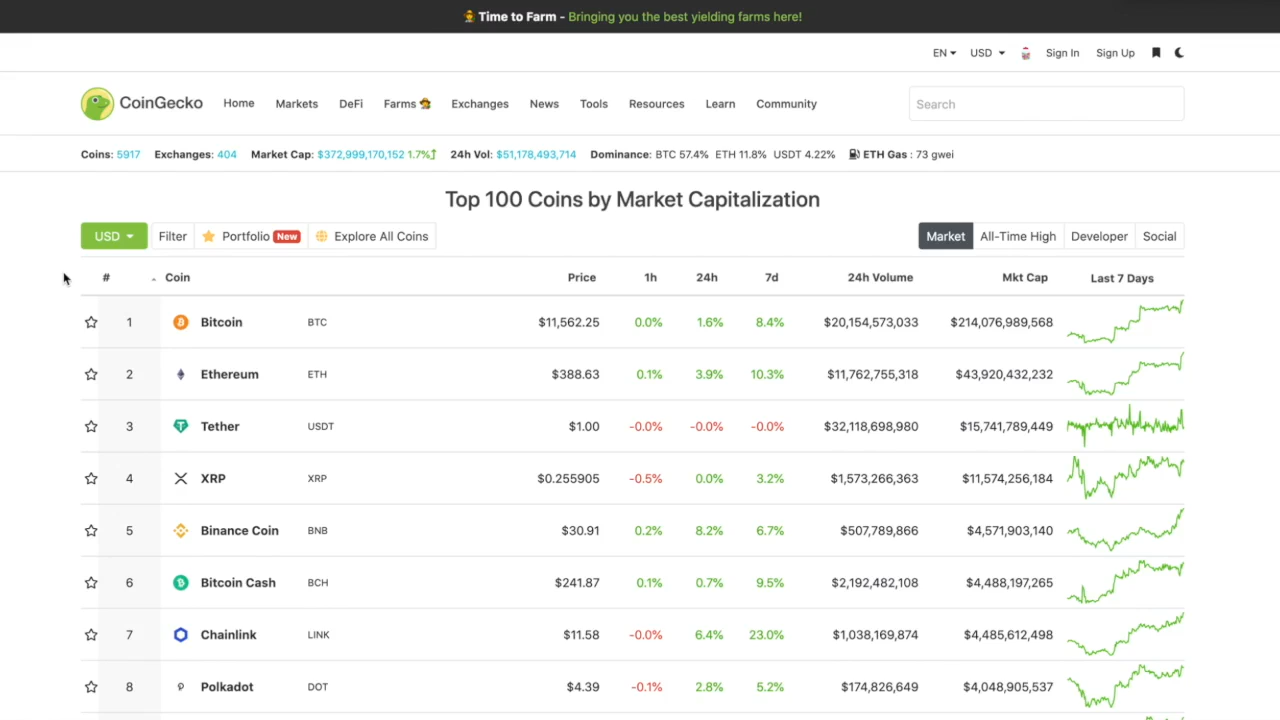 Time to Farm - Bringing you the best yielding farms here!
EN USD Sign In Sign Up
CoinGecko Home Markets DeFi Farms Exchanges News Tools Resources Learn Community Search
Coins: 5917 Exchanges: 404 Market Cap: $372,999,170,152 1.7% 24h Vol: $51,178,493,714 Dominance: BTC 57.4% ETH 11.8% USDT 4.22% ETH Gas : 73 gwei
Top 100 Coins by Market Capitalization
USD Filter Portfolio New Explore All Coins Market All-Time High Developer Social
# Coin Price 1h 24h 7d 24h Volume Mkt Cap Last 7 Days
1 Bitcoin BTC $11,562.25 0.0% 1.6% 8.4% $20,154,573,033 $214,076,989,568
2 Ethereum ETH $388.63 0.1% 3.9% 10.3% $11,762,755,318 $43,920,432,232
3 Tether USDT $1.00 -0.0% -0.0% -0.0% $32,118,698,980 $15,741,789,449
4 XRP XRP $0.255905 -0.5% 0.0% 3.2% $1,573,266,363 $11,574,256,184
5 Binance Coin BNB $30.91 0.2% 8.2% 6.7% $507,789,866 $4,571,903,140
6 Bitcoin Cash BCH $241.87 0.1% 0.7% 9.5% $2,192,482,108 $4,488,197,265
7 Chainlink LINK $11.58 -0.0% 6.4% 23.0% $1,038,169,874 $4,485,612,498
8 Polkadot DOT $4.39 -0.1% 2.8% 5.2% $174,826,649 $4,048,905,537